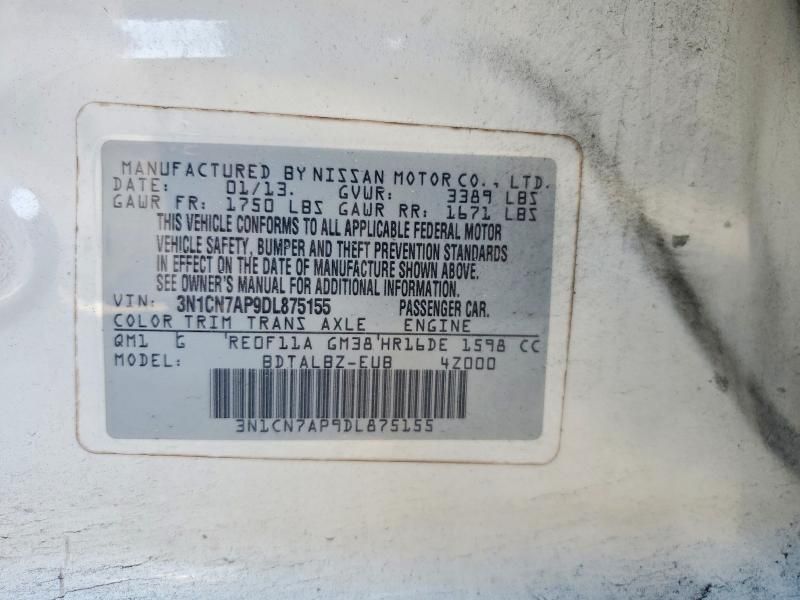 MANUFACTURED BY NISSAN MOTOR CO., LTD.
DATE: 01/13. GVWR: 3389 LBS
GAWR FR: 1750 LBS GAWR RR: 1671 LBS
THIS VEHICLE CONFORMS TO ALL APPLICABLE FEDERAL MOTOR
VEHICLE SAFETY, BUMPER AND THEFT PREVENTION STANDARDS
IN EFFECT ON THE DATE OF MANUFACTURE SHOWN ABOVE.
SEE OWNER'S MANUAL FOR ADDITIONAL INFORMATION.
VIN: 3N1CN7AP9DL875155 PASSENGER CAR.
COLOR TRIM TRANS AXLE ENGINE
QM1 G 'RE0F11A GM38'HR16DE 1598 CC
MODEL: BDTALBZ-EUB 4Z000
3N1CN7AP9DL875155